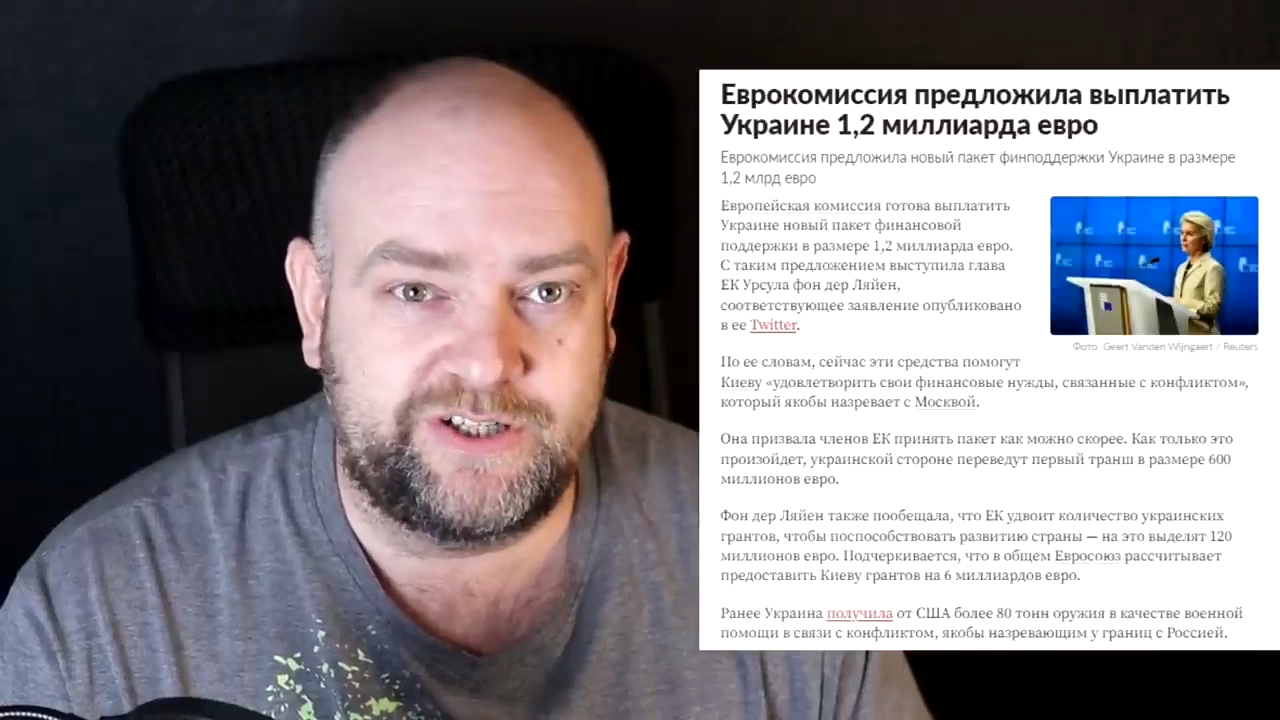 Еврокомиссия предложила выплатить
Украине 1,2 миллиарда евро
Еврокомиссия предложила новый пакет финподдержки Украине в размере
1,2 млрд евро
Европейская комиссия готова выплатить
Украине новый пакет финансовой
поддержки в размере 1,2 миллиарда евро.
С таким предложением выступила глава
ЕК Урсула фон дер Ляйен,
соответствующее заявление опубликовано
в ее Twitter.
Фото: Geert Vanden Wijngaert / Reuters
По ее словам, сейчас эти средства помогут
Киеву «удовлетворить свои финансовые нужды, связанные с конфликтом»,
который якобы назревает с Москвой.
Она призвала членов ЕК принять пакет как можно скорее. Как только это
произойдет, украинской стороне переведут первый транш в размере 600
миллионов евро.
Фон дер Ляйен также пообещала, что ЕК удвоит количество украинских
грантов, чтобы поспособствовать развитию страны — на это выделят 120
миллионов евро. Подчеркивается, что в общем Евросоюз рассчитывает
предоставить Киеву грантов на 6 миллиардов евро.
Ранее Украина получила от США более 80 тонн оружия в качестве военной
помощи в связи с конфликтом, якобы назревающим у границ с Россией.